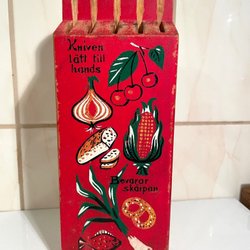 Kniven
lätt till
hands
Bevarar
skärpan